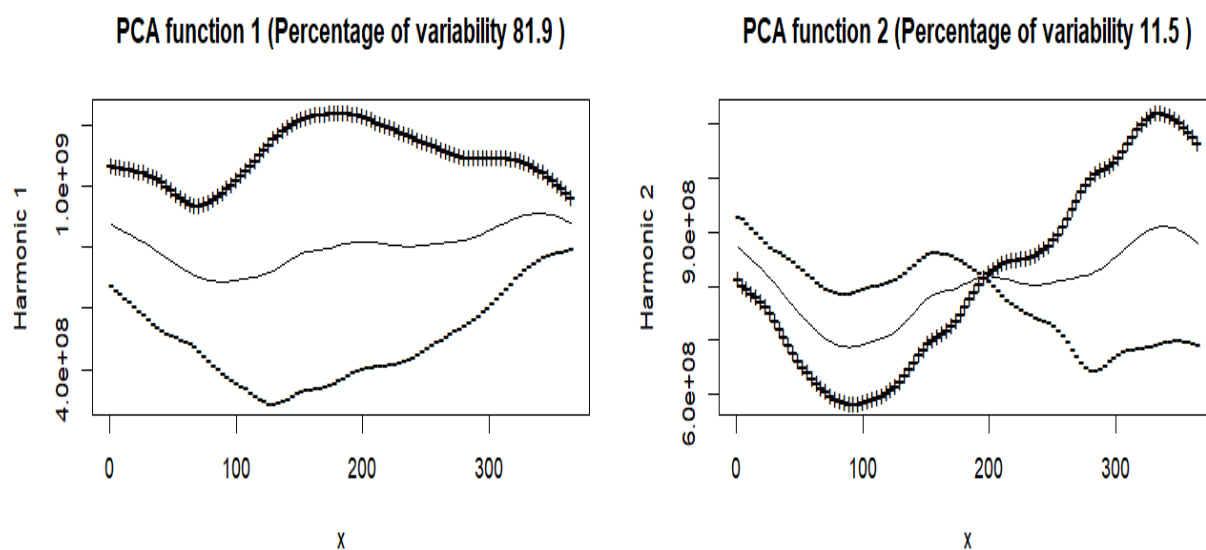 PCA function 1 (Percentage of variability 81.9 )
Harmonic 1
1.0e+09
4.0e+08
0 100 200 300
x
PCA function 2 (Percentage of variability 11.5 )
Harmonic 2
9.0e+08
6.0e+08
0 100 200 300
x